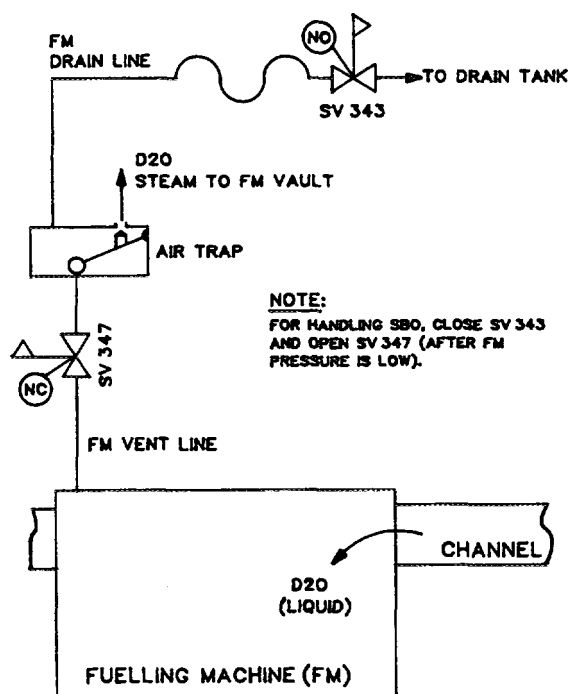 FM
DRAIN LINE
NO
TO DRAIN TANK
SV 343
D2O
STEAM TO FM VAULT
AIR TRAP
NOTE:
FOR HANDLING SBO, CLOSE SV 343
AND OPEN SV 347 (AFTER FM
PRESSURE IS LOW).
SV 347
NC
FM VENT LINE
CHANNEL
D2O
(LIQUID)
FUELLING MACHINE (FM)